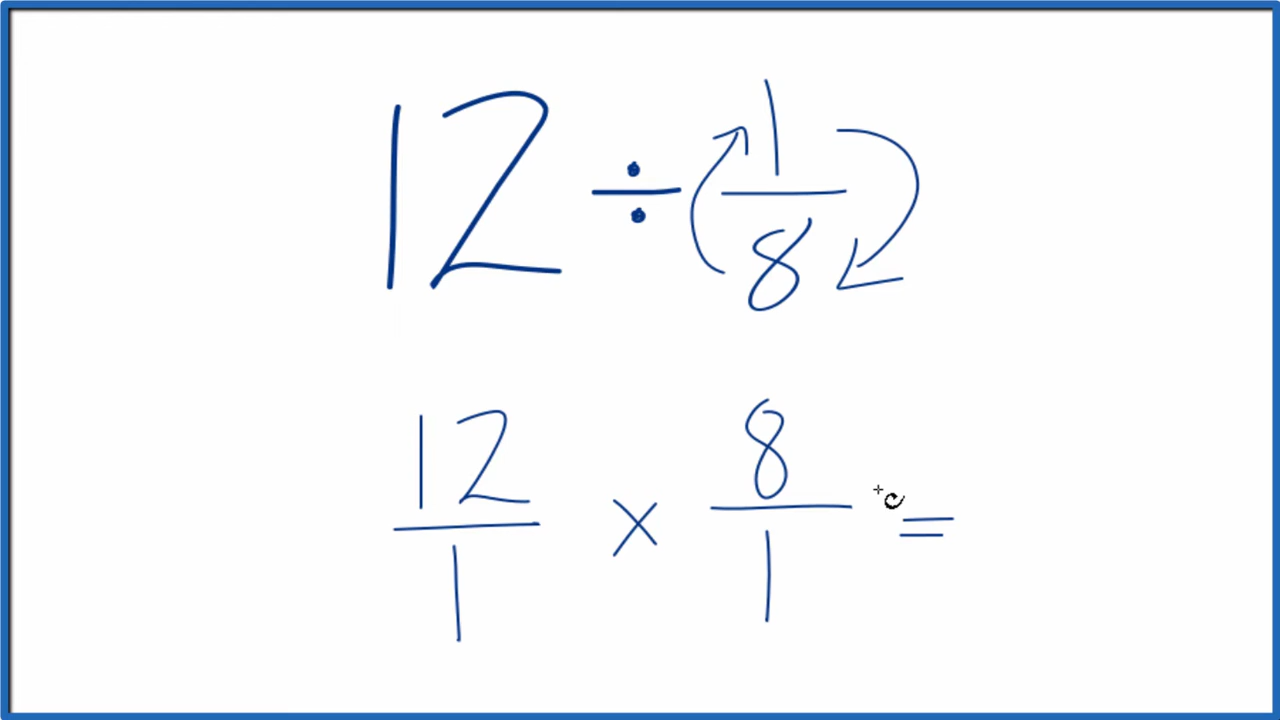 12 ÷ 1/8
12/1 × 8/1 =